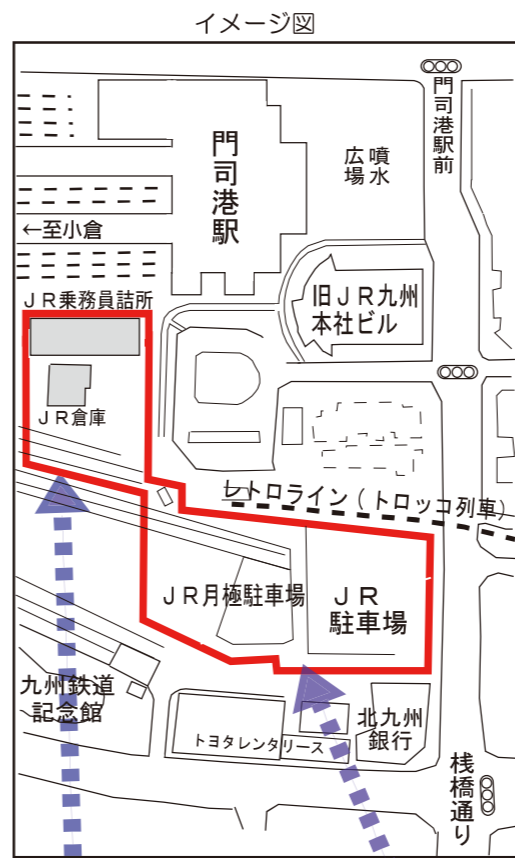 イメージ図
門司港駅前
門司港駅
噴水
広場
←至小倉
JR乗務員詰所
旧JR九州
本社ビル
JR倉庫
レトロライン(トロッコ列車)
JR月極駐車場
JR
駐車場
九州鉄道
記念館
北九州
銀行
トヨタレンタリース
桟橋通り